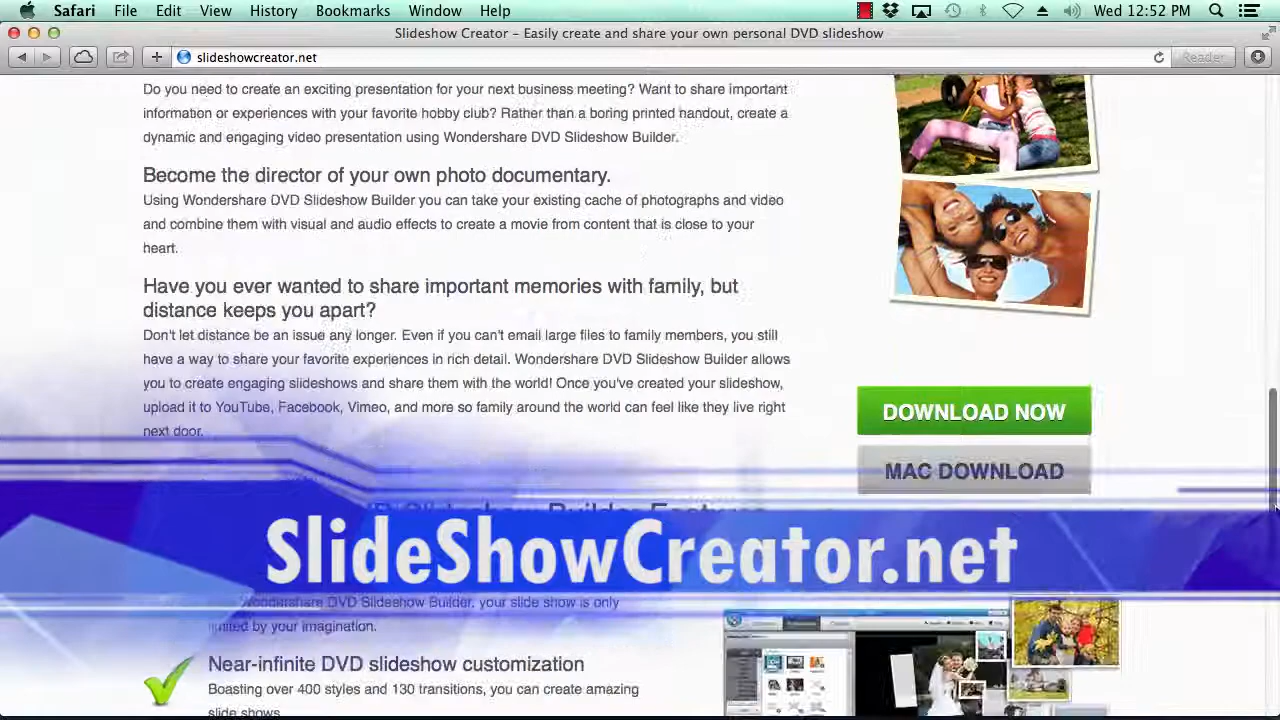 Safari File Edit View History Bookmarks Window Help Wed 12:52 PM
Slideshow Creator – Easily create and share your own personal DVD slideshow
slideshowcreator.net Reader
Do you need to create an exciting presentation for your next business meeting? Want to share important
information or experiences with your favorite hobby club? Rather than a boring printed handout, create a
dynamic and engaging video presentation using Wondershare DVD Slideshow Builder.
Become the director of your own photo documentary.
Using Wondershare DVD Slideshow Builder you can take your existing cache of photographs and video
and combine them with visual and audio effects to create a movie from content that is close to your
heart.
Have you ever wanted to share important memories with family, but
distance keeps you apart?
Don't let distance be an issue any longer. Even if you can't email large files to family members, you still
have a way to share your favorite experiences in rich detail. Wondershare DVD Slideshow Builder allows
you to create engaging slideshows and share them with the world! Once you've created your slideshow,
upload it to YouTube, Facebook, Vimeo, and more so family around the world can feel like they live right
next door.
DOWNLOAD NOW
MAC DOWNLOAD
SlideShowCreator.net
Wondershare DVD Slideshow Builder, your slide show is only
limited by your imagination.
Near-infinite DVD slideshow customization
Boasting over 400 styles and 130 transitions, you can create amazing
slide shows.